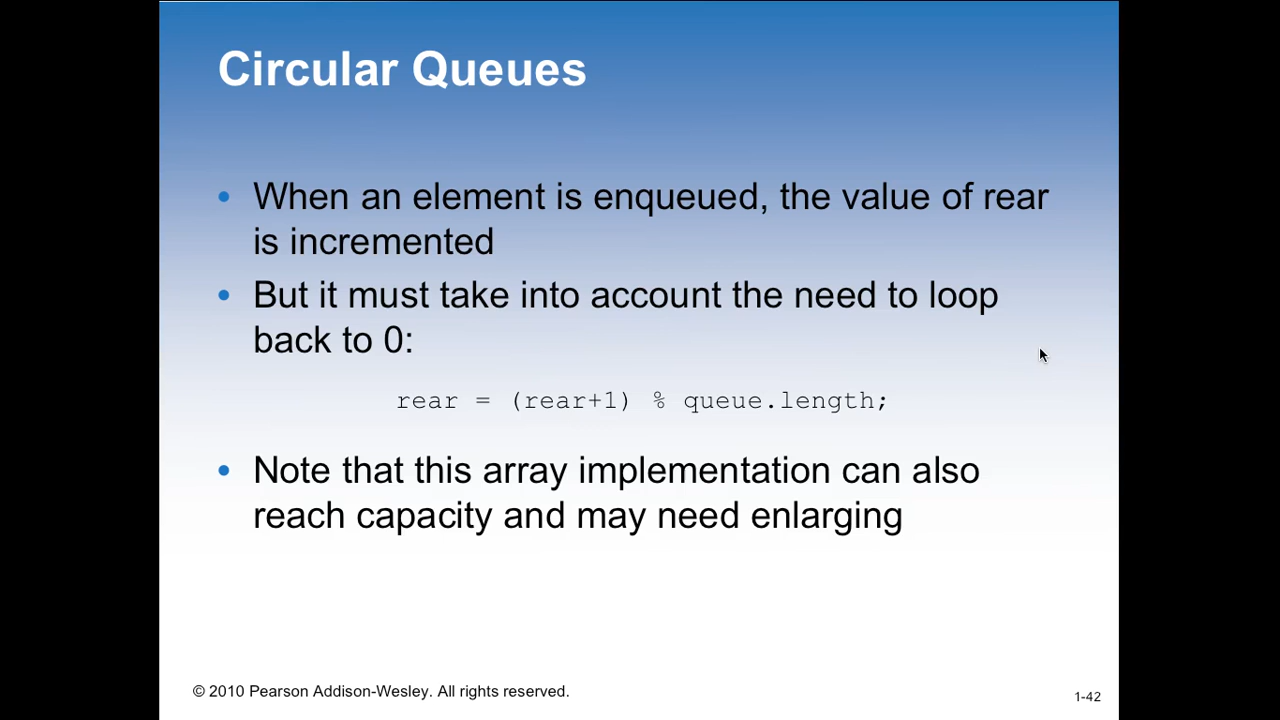 Circular Queues
• When an element is enqueued, the value of rear
is incremented
• But it must take into account the need to loop
back to 0:
rear = (rear+1) % queue.length;
• Note that this array implementation can also
reach capacity and may need enlarging
© 2010 Pearson Addison-Wesley. All rights reserved.
1-42